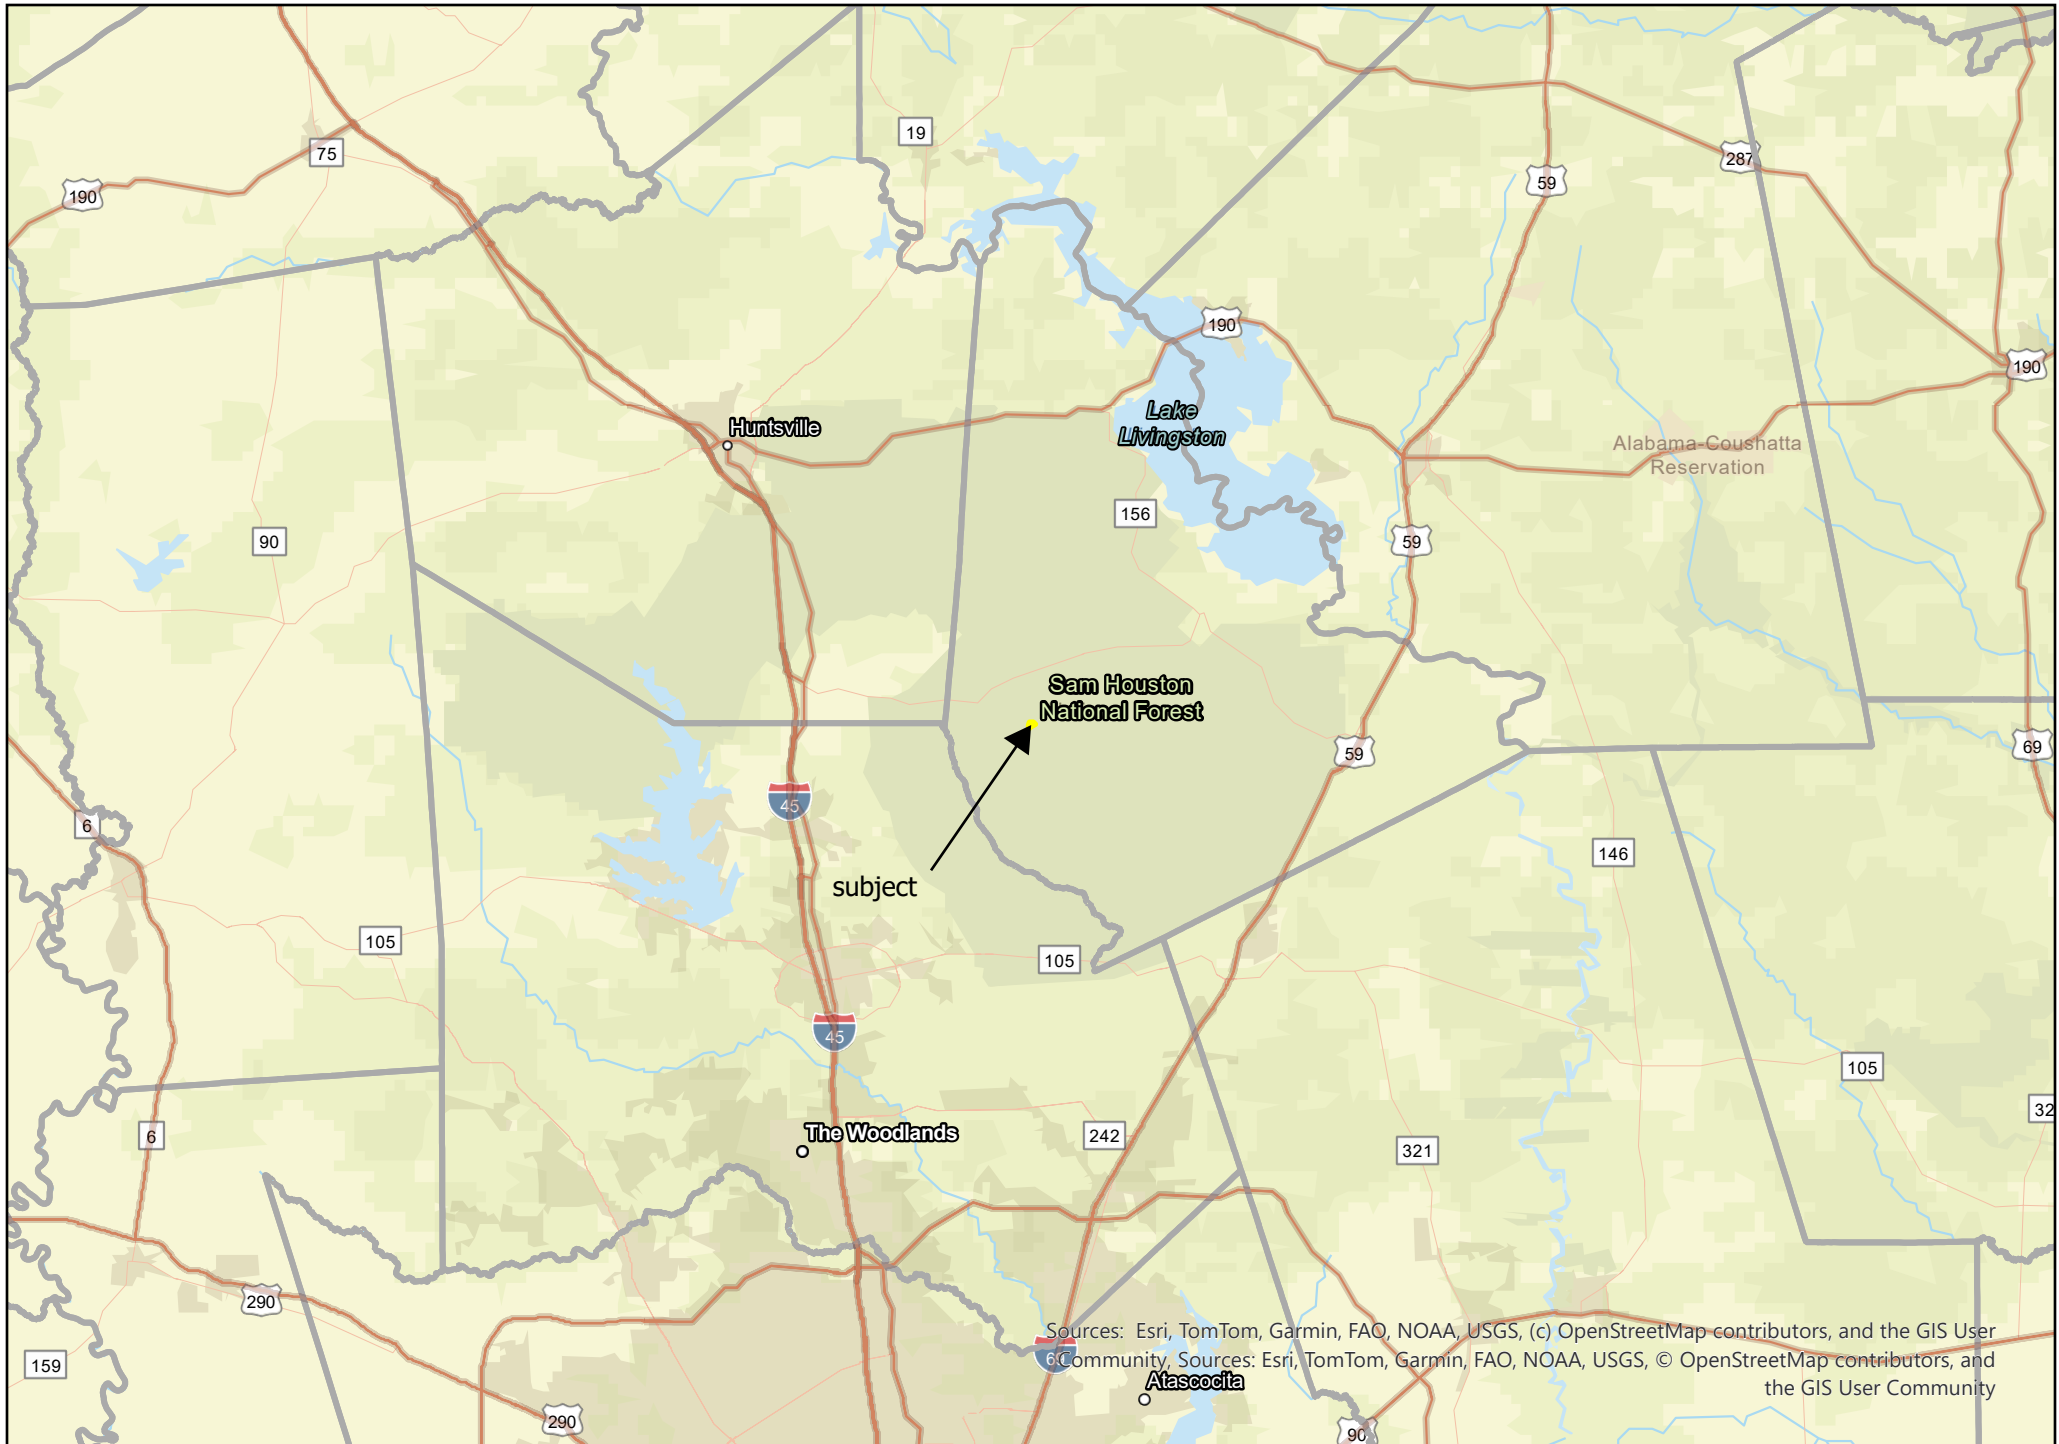 19
75
287
59
190
190
190
Lake
Livingston
Huntsville
Alabama-Coushatta
Reservation
156
90
59
Sam Houston
National Forest
59
69
45
6
146
subject
105
105
45
105
32
The Woodlands
242
6
321
290
Sources: Esri, TomTom, Garmin, FAO, NOAA, USGS, (c) OpenStreetMap contributors, and the GIS User
Community, Sources: Esri, TomTom, Garmin, FAO, NOAA, USGS, © OpenStreetMap contributors, and
the GIS User Community
159
Atascocita
290
90